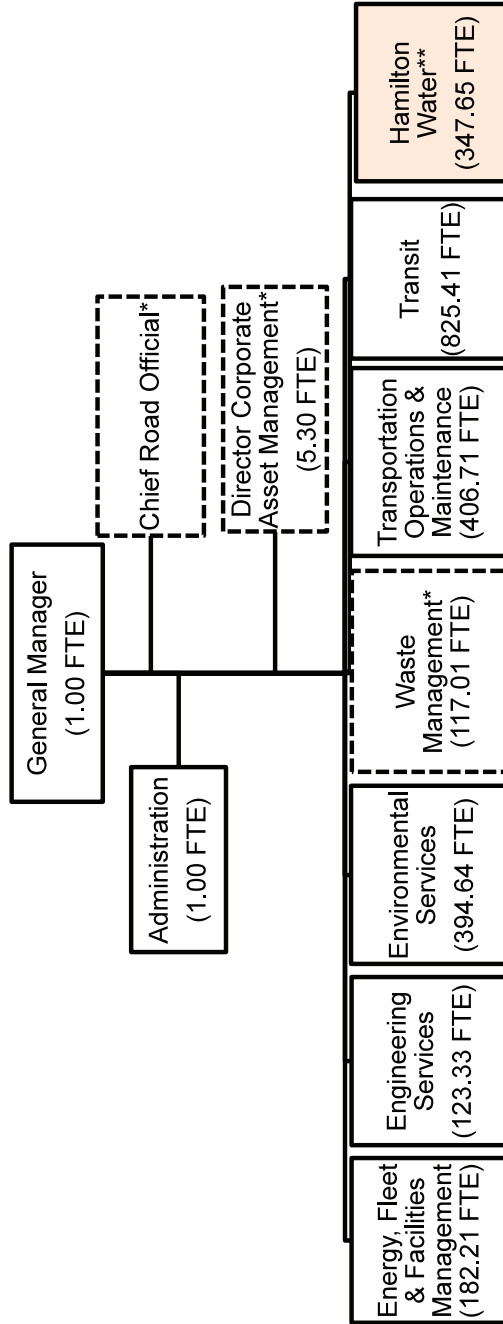 General Manager
(1.00 FTE)
Chief Road Official*
Administration
(1.00 FTE)
Director Corporate
Asset Management*
(5.30 FTE)
Energy, Fleet
& Facilities
Management
(182.21 FTE)
Engineering
Services
(123.33 FTE)
Environmental
Services
(394.64 FTE)
Waste
Management*
(117.01 FTE)
Transportation
Operations &
Maintenance
(406.71 FTE)
Transit
(825.41 FTE)
Hamilton
Water**
(347.65 FTE)